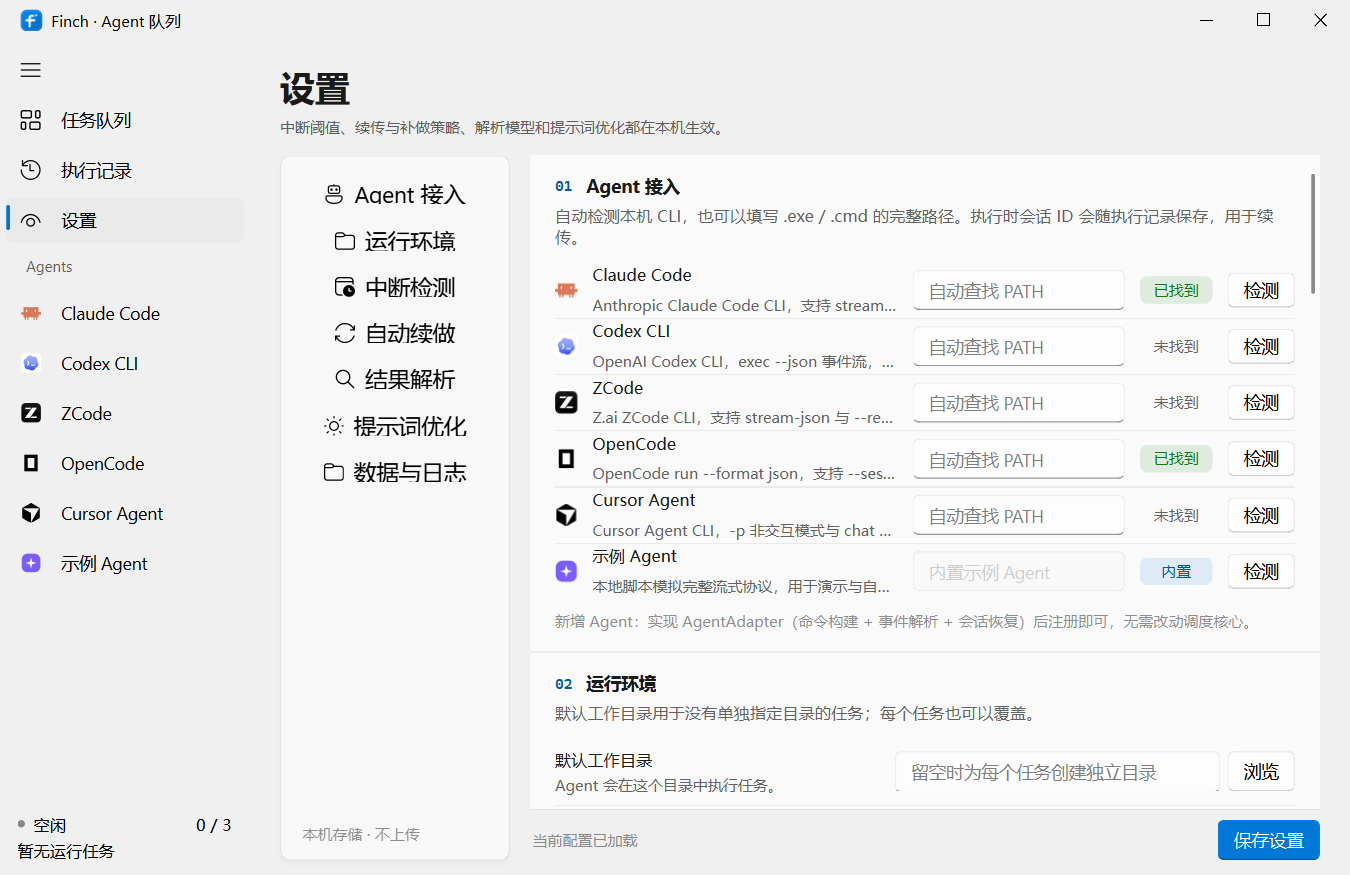 Finch · Agent 队列
任务队列
执行记录
设置
Agents
Claude Code
Codex CLI
ZCode
OpenCode
Cursor Agent
示例 Agent
空闲
0 / 3
暂无运行任务
设置
中断阈值、续传与补做策略、解析模型和提示词优化都在本机生效。
Agent 接入
运行环境
中断检测
自动续做
结果解析
提示词优化
数据与日志
本机存储 · 不上传
01 Agent 接入
自动检测本机 CLI，也可以填写 .exe / .cmd 的完整路径。执行时会话 ID 会随执行记录保存，用于续
传。
Claude Code
Anthropic Claude Code CLI，支持 stream...
自动查找 PATH
已找到
检测
Codex CLI
OpenAI Codex CLI，exec --json 事件流，...
自动查找 PATH
未找到
检测
ZCode
Z.ai ZCode CLI，支持 stream-json 与 --re...
自动查找 PATH
未找到
检测
OpenCode
OpenCode run --format json，支持 --ses...
自动查找 PATH
已找到
检测
Cursor Agent
Cursor Agent CLI，-p 非交互模式与 chat ...
自动查找 PATH
未找到
检测
示例 Agent
本地脚本模拟完整流式协议，用于演示与自...
内置示例 Agent
内置
检测
新增 Agent：实现 AgentAdapter（命令构建 + 事件解析 + 会话恢复）后注册即可，无需改动调度核心。
02 运行环境
默认工作目录用于没有单独指定目录的任务；每个任务也可以覆盖。
默认工作目录
Agent 会在这个目录中执行任务。
留空时为每个任务创建独立目录
浏览
当前配置已加载
保存设置